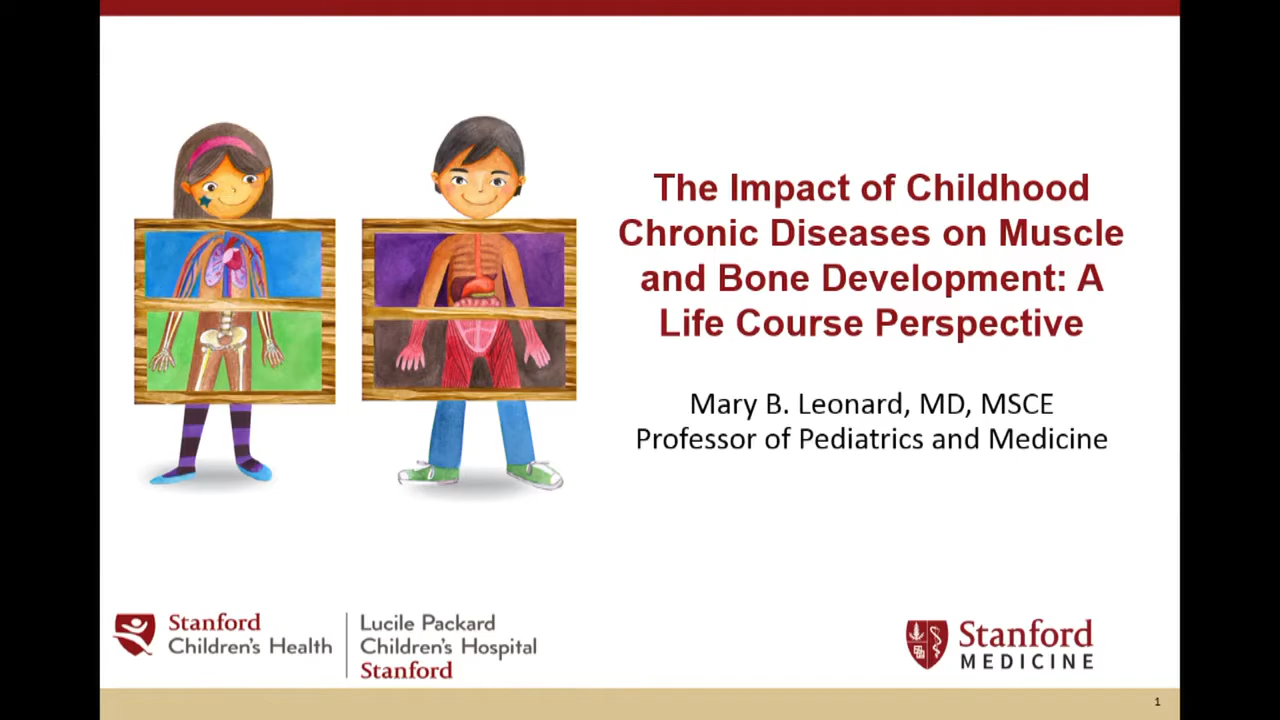 The Impact of Childhood
Chronic Diseases on Muscle
and Bone Development: A
Life Course Perspective
Mary B. Leonard, MD, MSCE
Professor of Pediatrics and Medicine
Stanford
Children's Health
Lucile Packard
Children's Hospital
Stanford
Stanford
MEDICINE
1